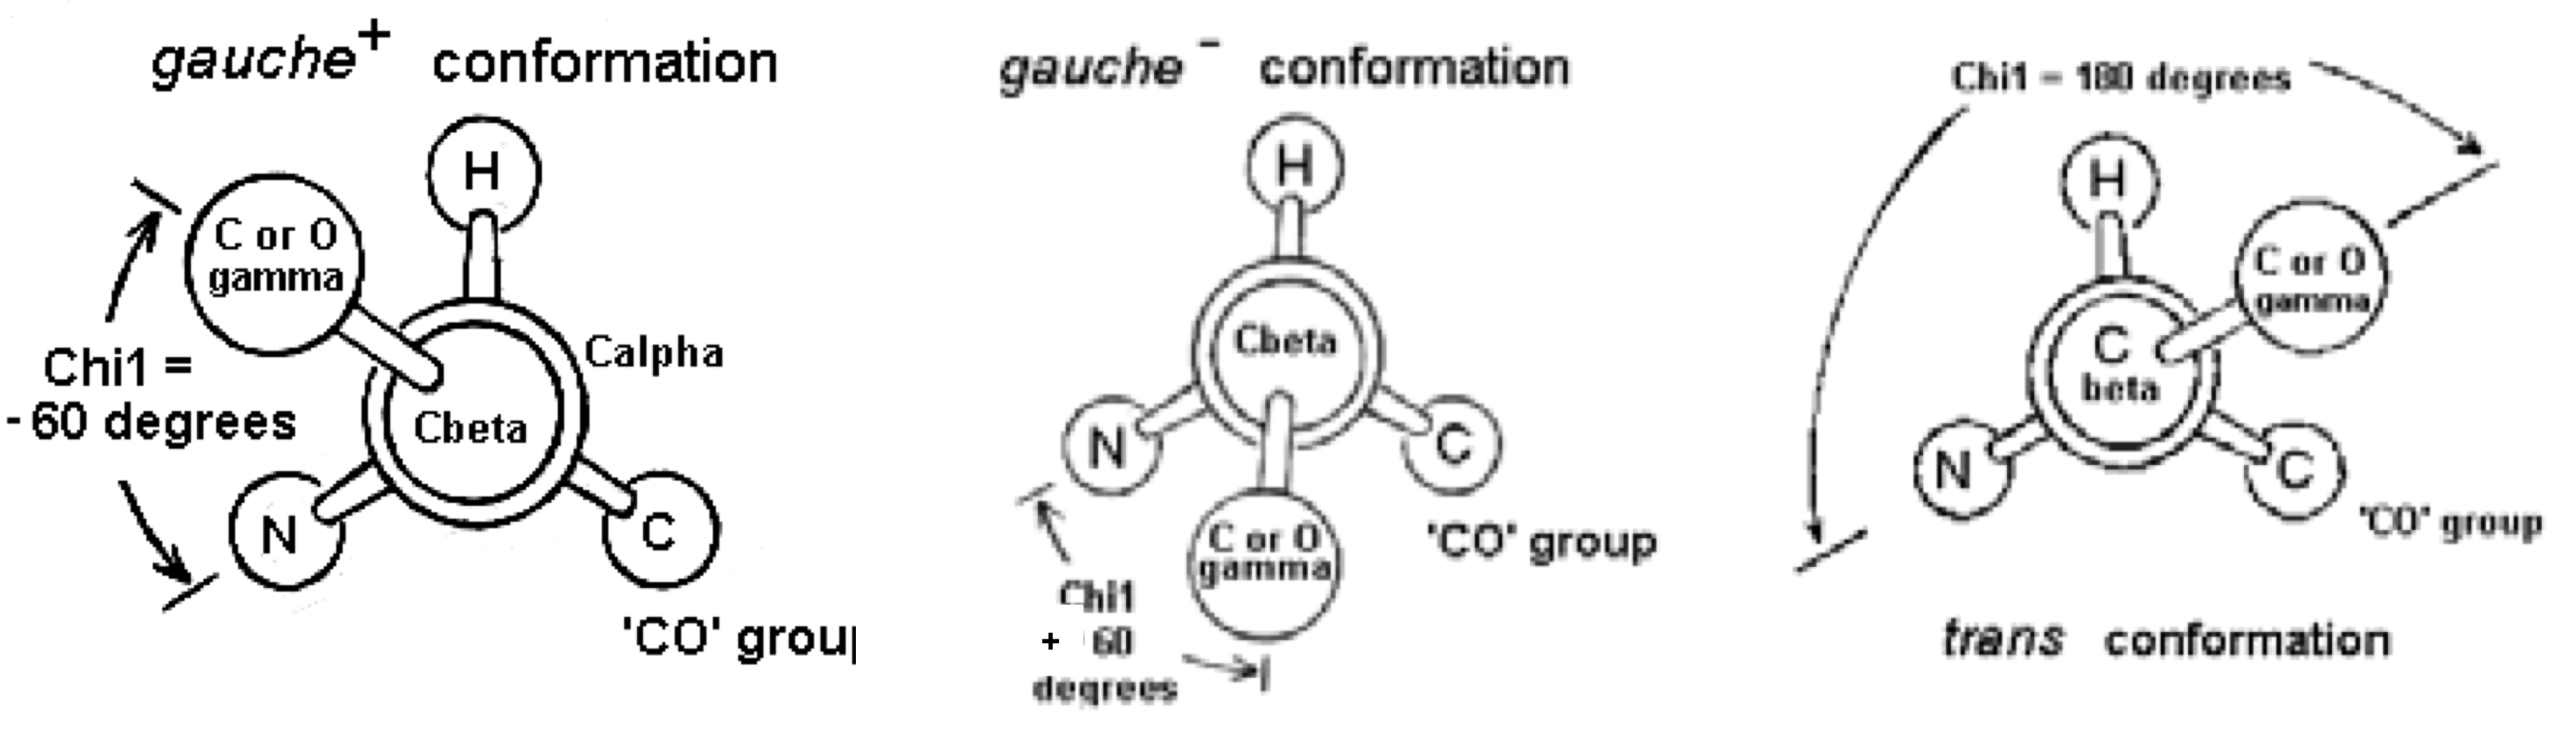 gauche+ conformation
H
C or O
gamma
Calpha
Chi1 =
-60 degrees
Cbeta
N
C
'CO' grou
gauche - conformation
H
Cbeta
N
C
C or O
gamma
'CO' group
Chi1
+ 60
degrees
Chi1 = 180 degrees
H
C or O
gamma
C
beta
N
C
'CO' group
trans conformation